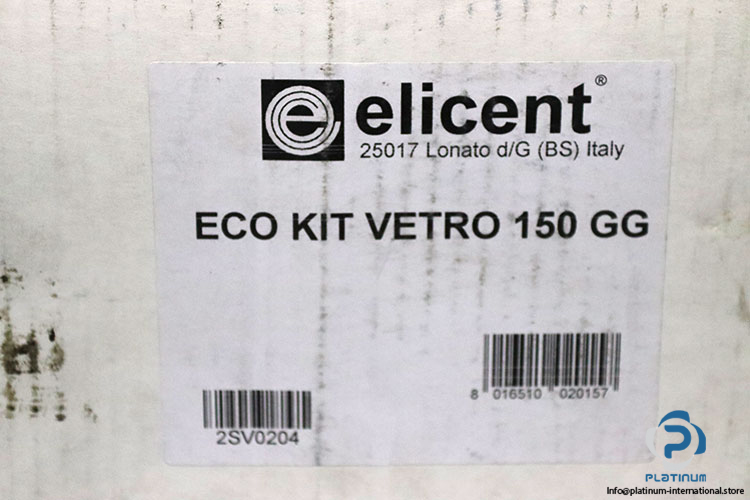 e elicent®
25017 Lonato d/G (BS) Italy
ECO KIT VETRO 150 GG
8 016510 020157
2SV0204
PLATINUM
Info@platinum-international.store